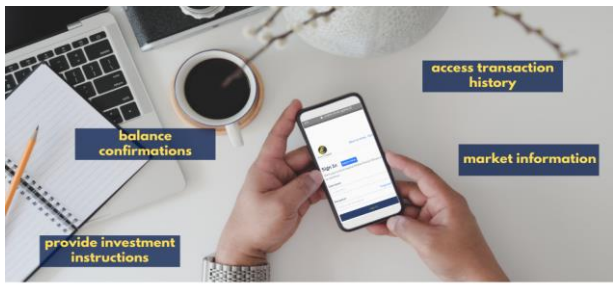 access transaction
history
balance
confirmations
market information
Sign In
provide investment
instructions